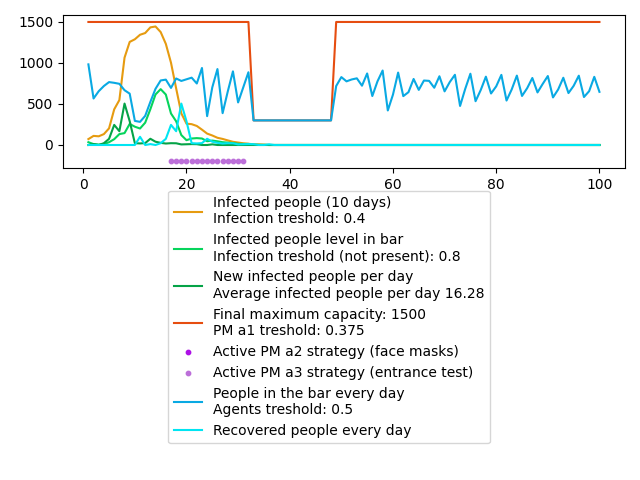 1500
1000
500
0
0 20 40 60 80 100
Infected people (10 days)
Infection treshold: 0.4
Infected people level in bar
Infection treshold (not present): 0.8
New infected people per day
Average infected people per day 16.28
Final maximum capacity: 1500
PM a1 treshold: 0.375
Active PM a2 strategy (face masks)
Active PM a3 strategy (entrance test)
People in the bar every day
Agents treshold: 0.5
Recovered people every day